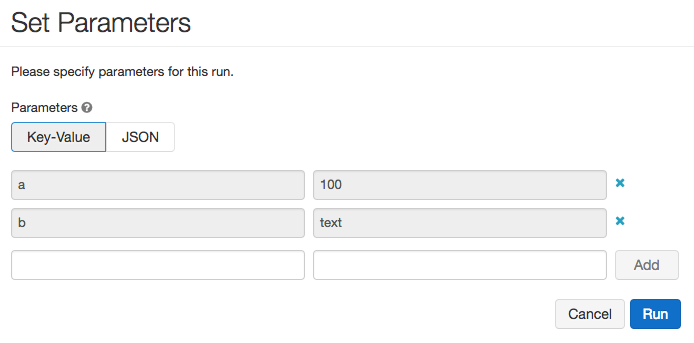 Set Parameters
Please specify parameters for this run.
Parameters ?
Key-Value JSON
a 100 ×
b text ×
Add
Cancel Run